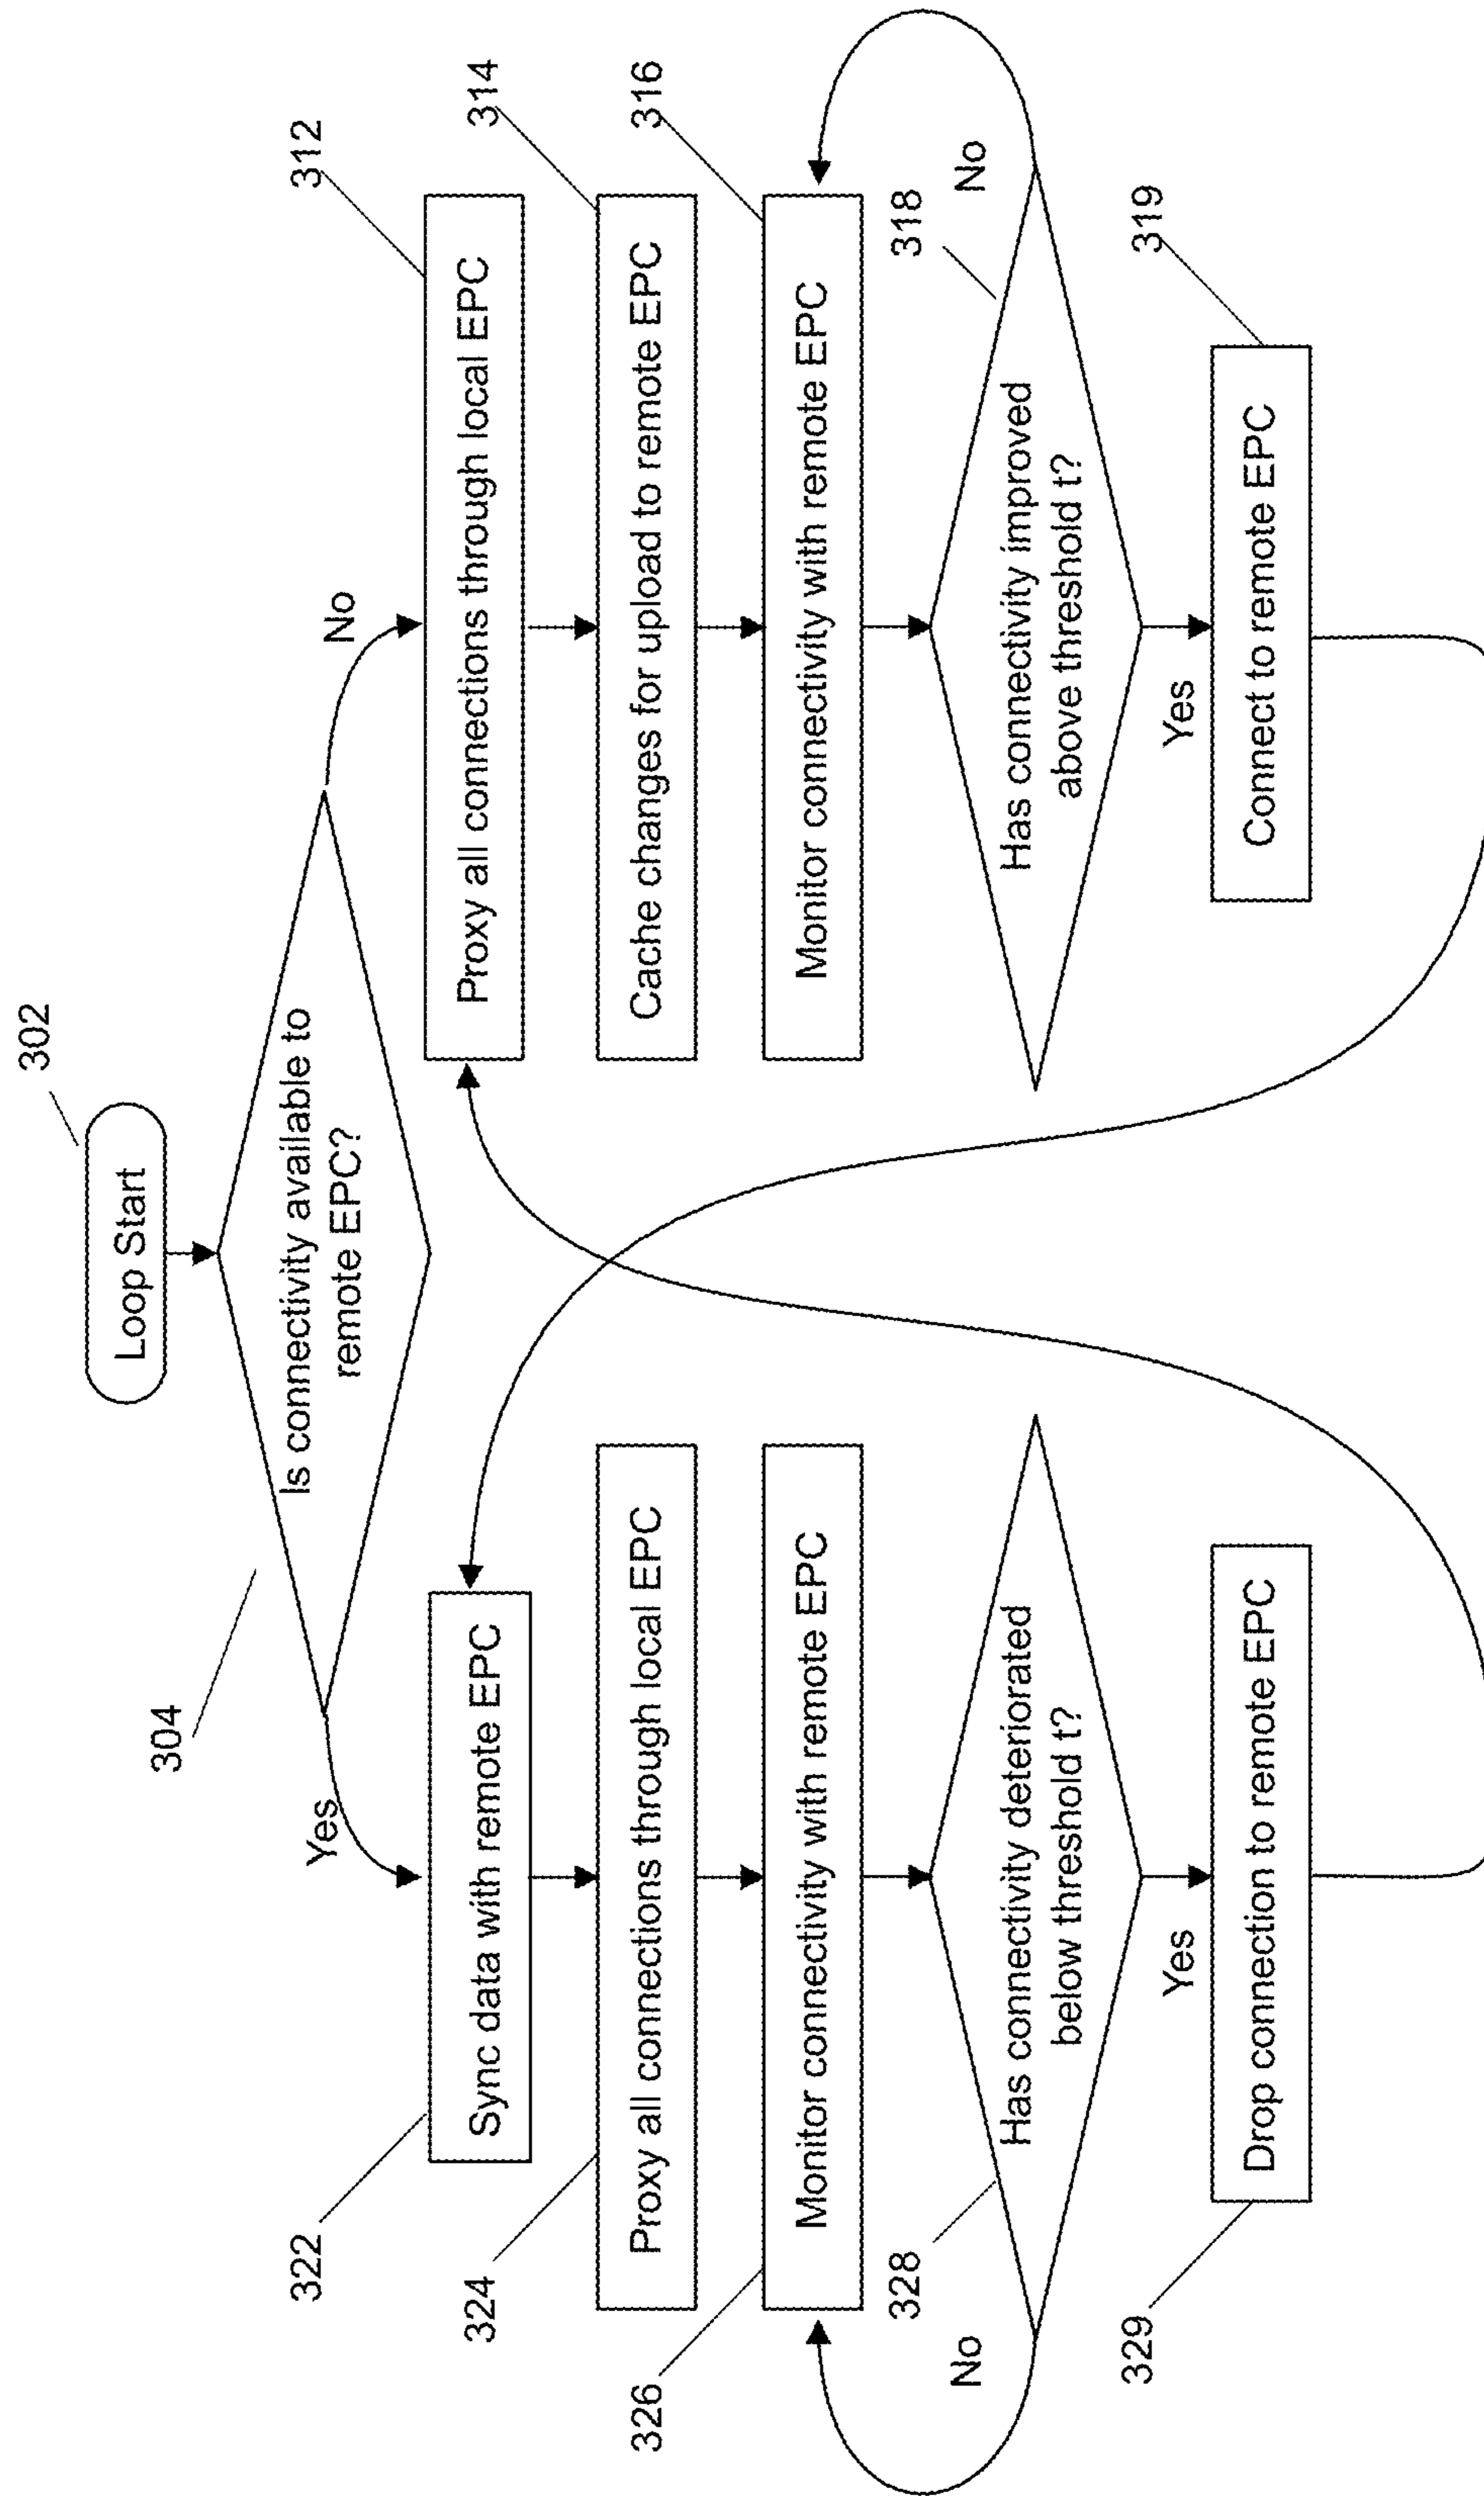 302
Loop Start
304
Is connectivity available to
remote EPC?
Yes
No
322
Sync data with remote EPC
324
Proxy all connections through local EPC
326
Monitor connectivity with remote EPC
328
Has connectivity deteriorated
below threshold t?
No
Yes
329
Drop connection to remote EPC
312
Proxy all connections through local EPC
314
Cache changes for upload to remote EPC
316
Monitor connectivity with remote EPC
318
Has connectivity improved
above threshold t?
No
Yes
319
Connect to remote EPC